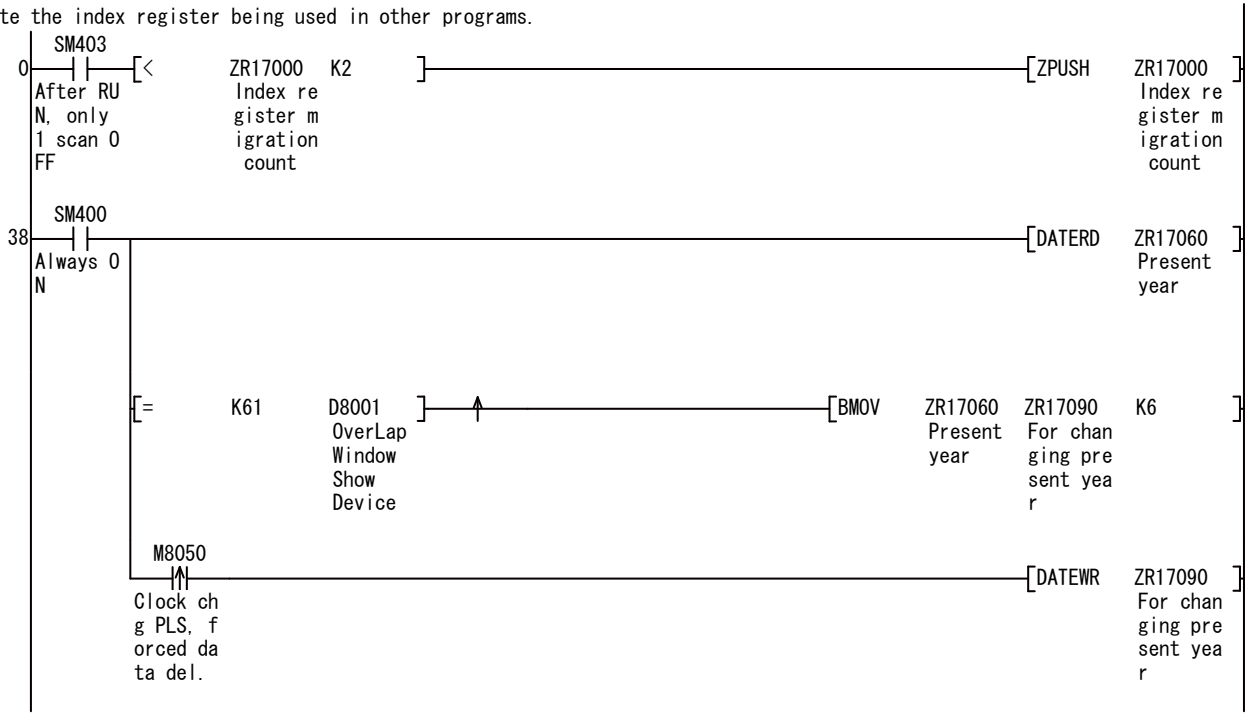 te the index register being used in other programs.
SM403
0 [< ZR17000 K2 ] [ZPUSH ZR17000 ]
After RU Index re Index re
N, only gister m gister m
1 scan O igration igration
FF count count
SM400
38 [DATERD ZR17060 ]
Always O Present
N year
[= K61 D8001 ] [BMOV ZR17060 ZR17090 K6 ]
OverLap Present For chan
Window year ging pre
Show sent yea
Device r
M8050
[DATEWR ZR17090 ]
Clock ch For chan
g PLS, f ging pre
orced da sent yea
ta del. r